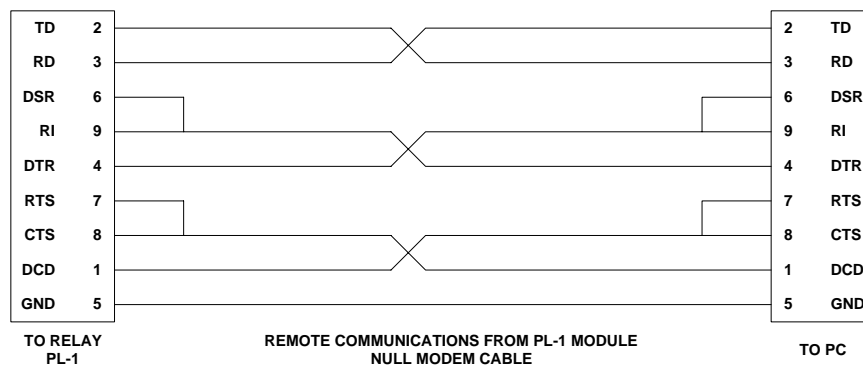 TD 2 2 TD
RD 3 3 RD
DSR 6 6 DSR
RI 9 9 RI
DTR 4 4 DTR
RTS 7 7 RTS
CTS 8 8 CTS
DCD 1 1 DCD
GND 5 5 GND
TO RELAY
PL-1
REMOTE COMMUNICATIONS FROM PL-1 MODULE
NULL MODEM CABLE
TO PC